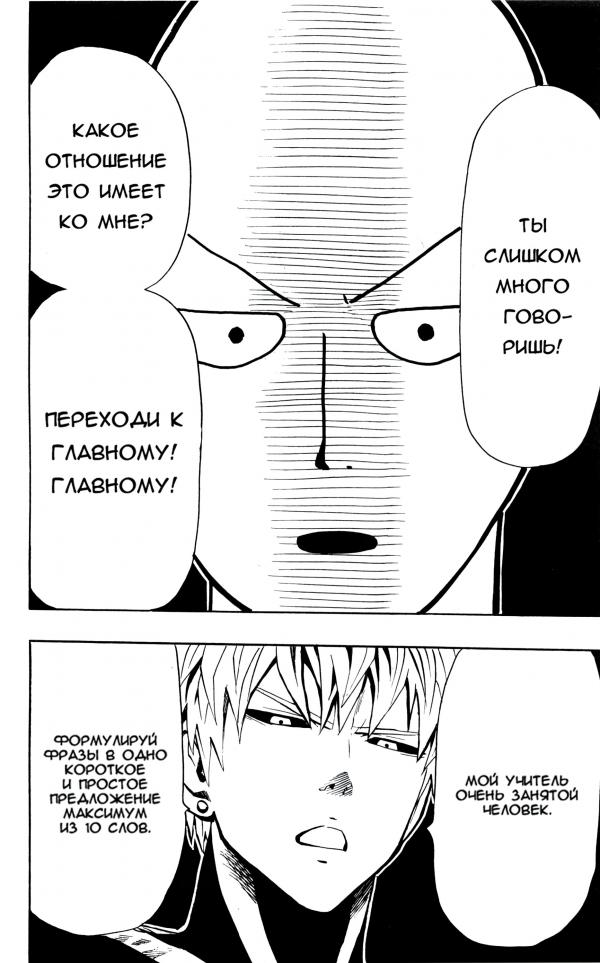 ТЫ
СЛИШКОМ
МНОГО
ГОВО-
РИШЬ!
КАКОЕ
ОТНОШЕНИЕ
ЭТО ИМЕЕТ
КО МНЕ?
ПЕРЕХОДИ К
ГЛАВНОМУ!
ГЛАВНОМУ!
МОЙ УЧИТЕЛЬ
ОЧЕНЬ ЗАНЯТОЙ
ЧЕЛОВЕК.
ФОРМУЛИРУЙ
ФРАЗЫ В ОДНО
КОРОТКОЕ
И ПРОСТОЕ
ПРЕДЛОЖЕНИЕ
МАКСИМУМ
ИЗ 10 СЛОВ.